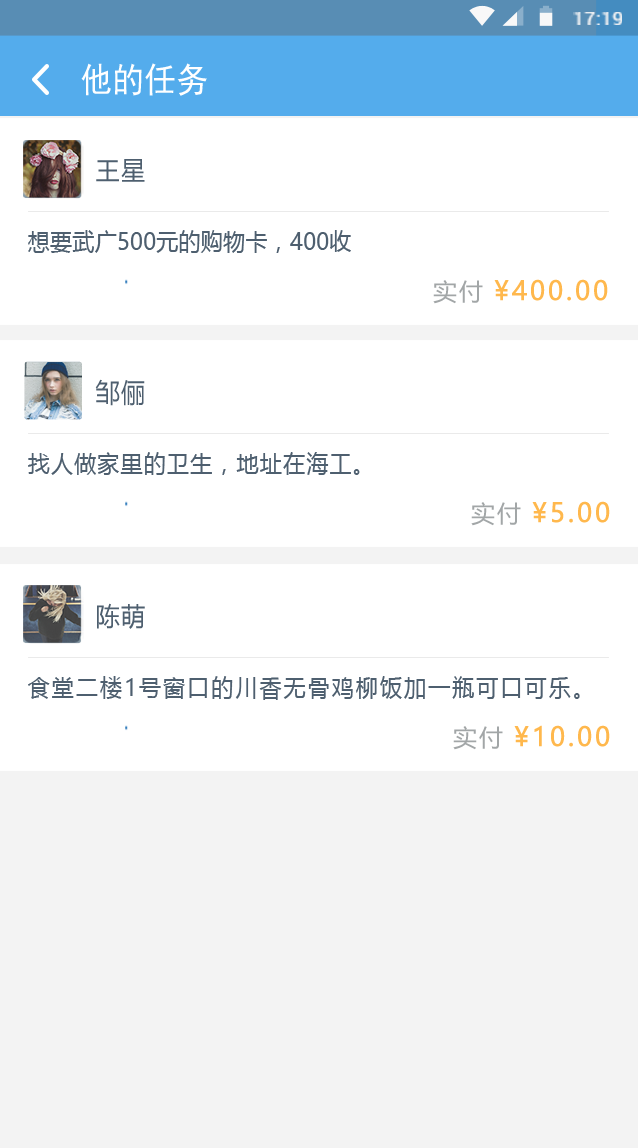 17:19
他的任务
王星
想要武广500元的购物卡，400收
实付 ¥400.00
邹俪
找人做家里的卫生，地址在海工。
实付 ¥5.00
陈萌
食堂二楼1号窗口的川香无骨鸡柳饭加一瓶可口可乐。
实付 ¥10.00